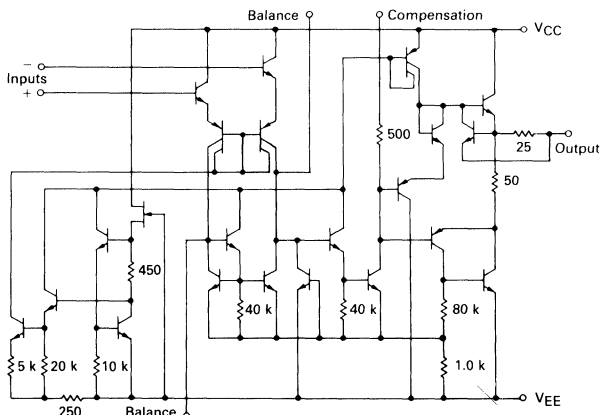 Balance
Compensation
VCC
−
Inputs
+
500
25
Output
50
450
40 k
40 k
80 k
5 k
20 k
10 k
1.0 k
250
Balance
VEE